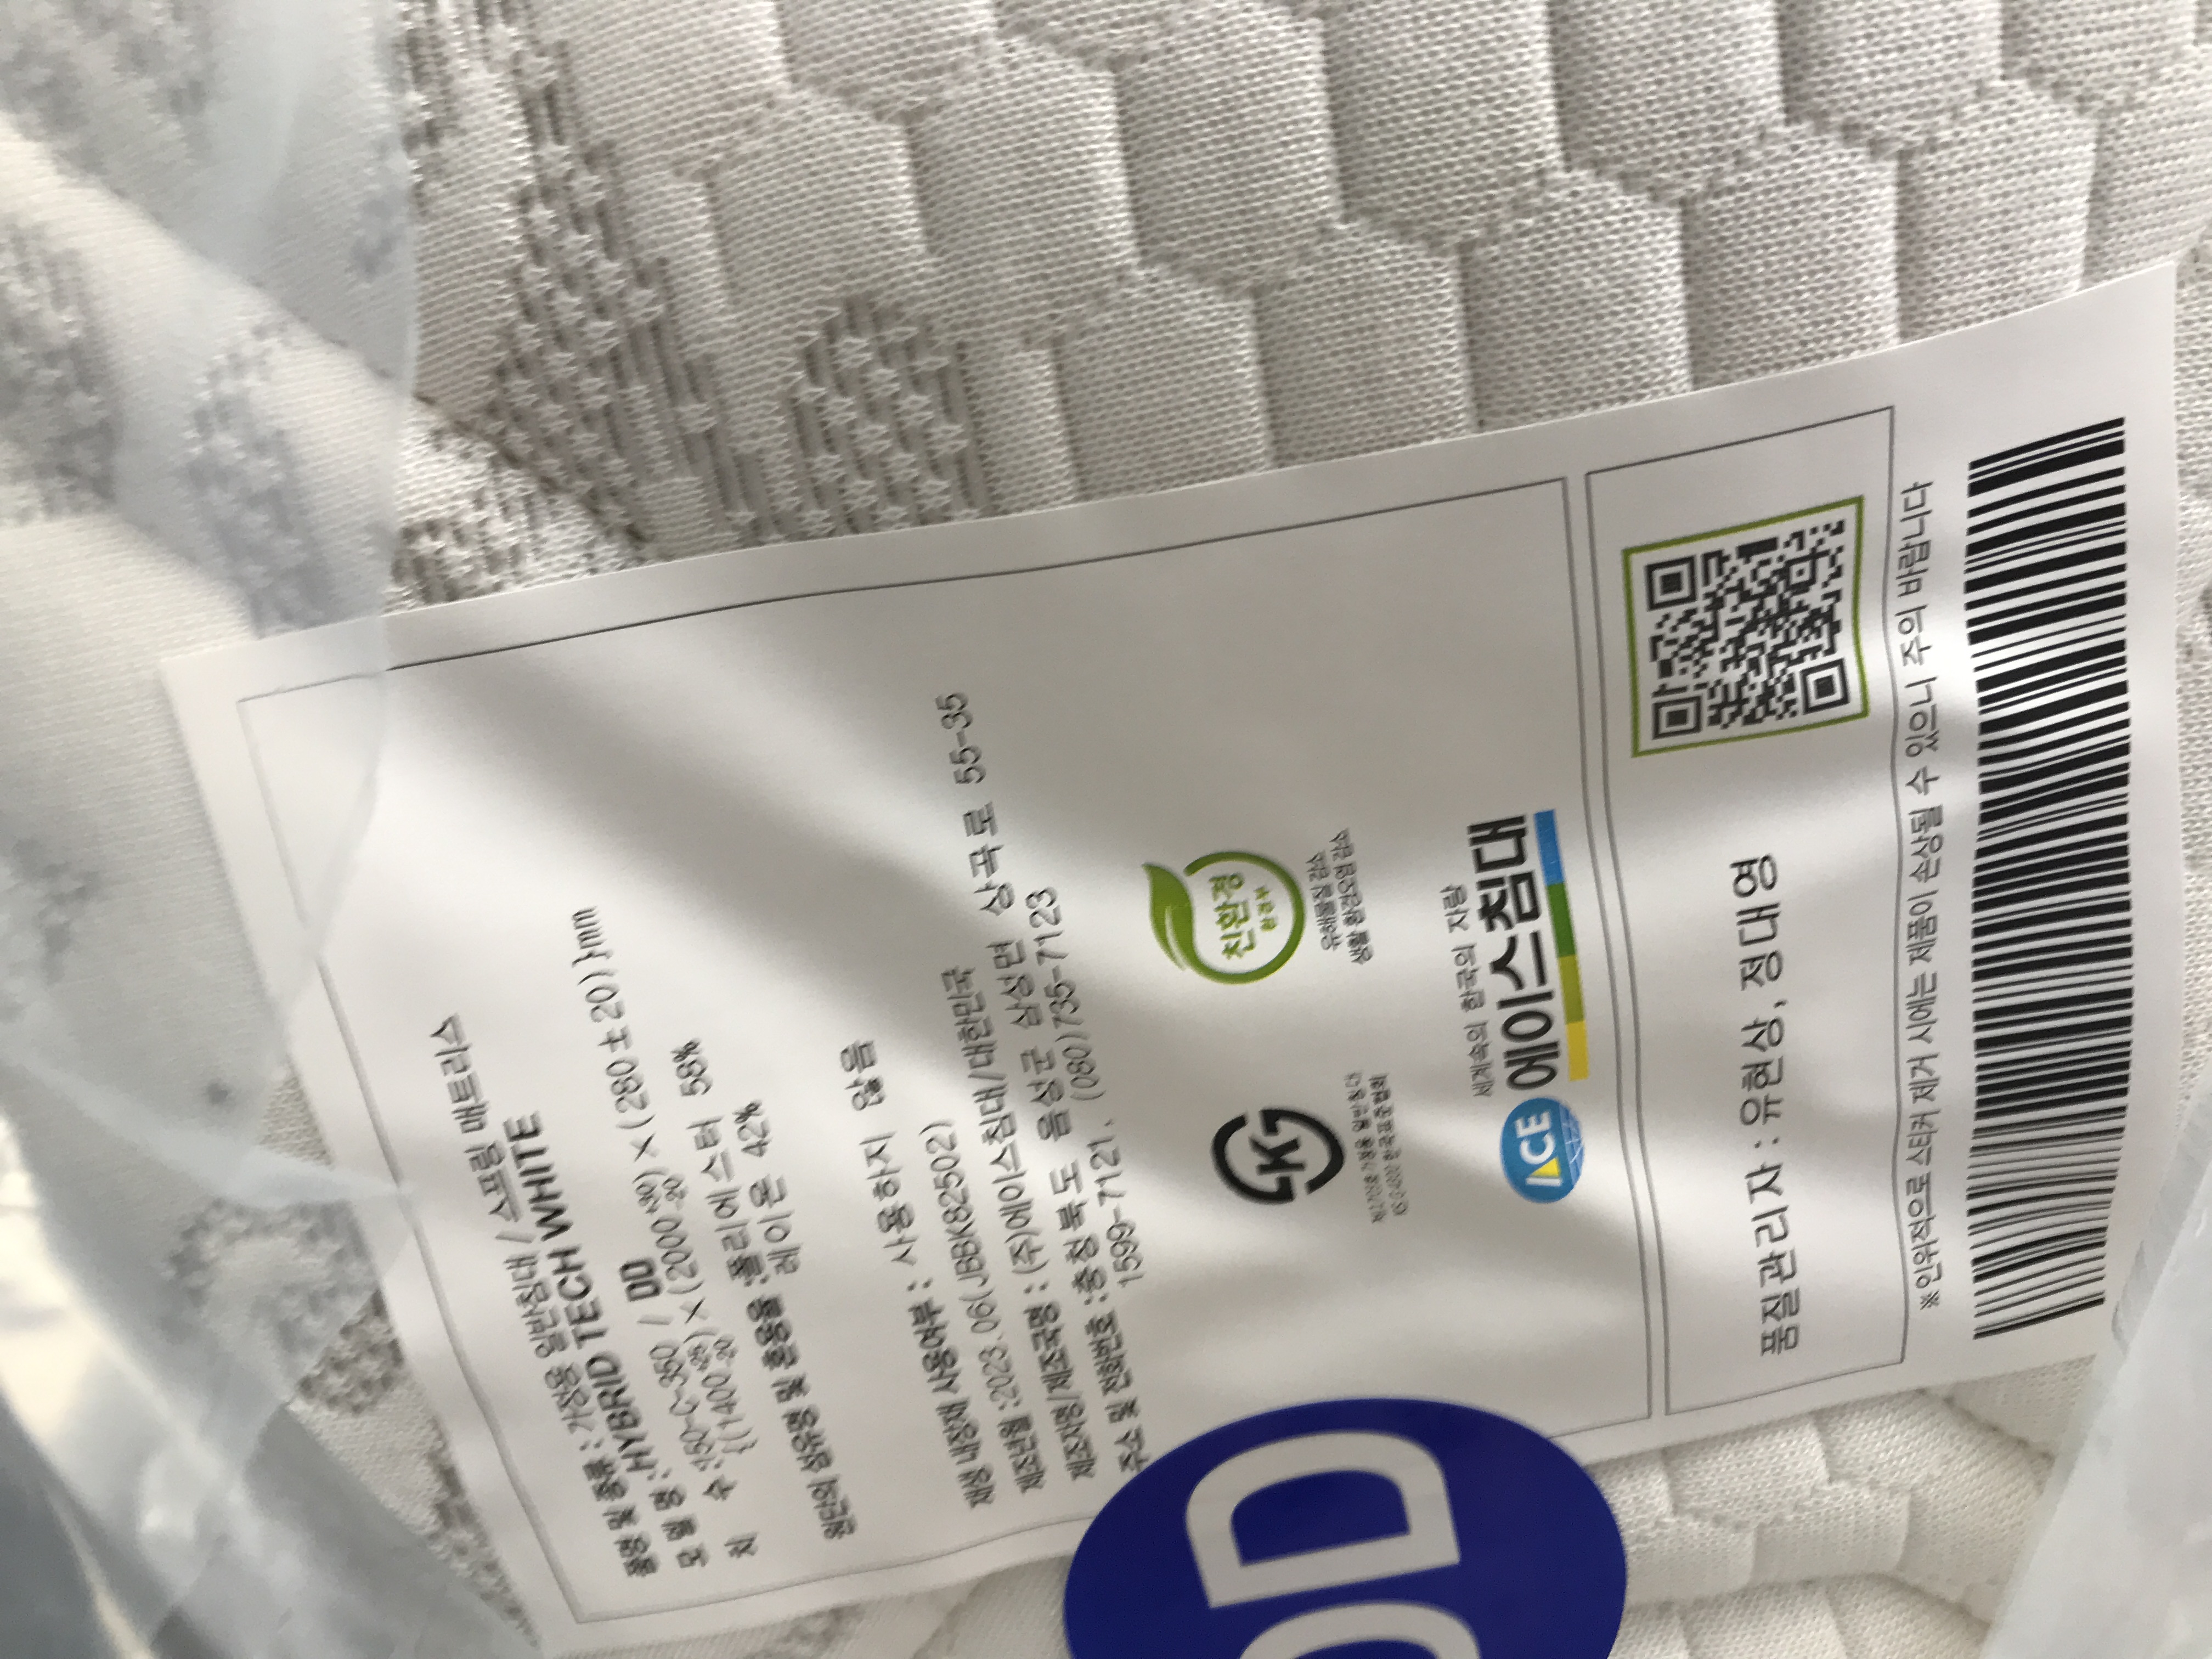 품명 및 종류 : 가정용 일반침대 / 스프링 매트리스
모 델 명 : HYBRID TECH WHITE
150-C-350 / DD
치 수 : {(1400 ) × (2000 ) × (280±20)}mm
원단의 섬유명 및 혼용율 : 폴리에스터 58%
레이온 42%
재생 내장재 사용여부 : 사용하지 않음
제조년월 : 2023.06( JBBK82502)
제조자명/제조국명 : (주)에이스침대/대한민국
주소 및 전화번호 : 충청북도 음성군 삼성면 상곡로 55-35
1599-7121, (080)735-7123
K
친환경
유해물질 감소
생활 환경오염 감소
세계속의 한국의 자랑
ACE 에이스침대
품질관리자 : 유현상, 정대영
※ 인위적으로 스티커 제거 시에는 제품이 손상될 수 있으니 주의 바랍니다